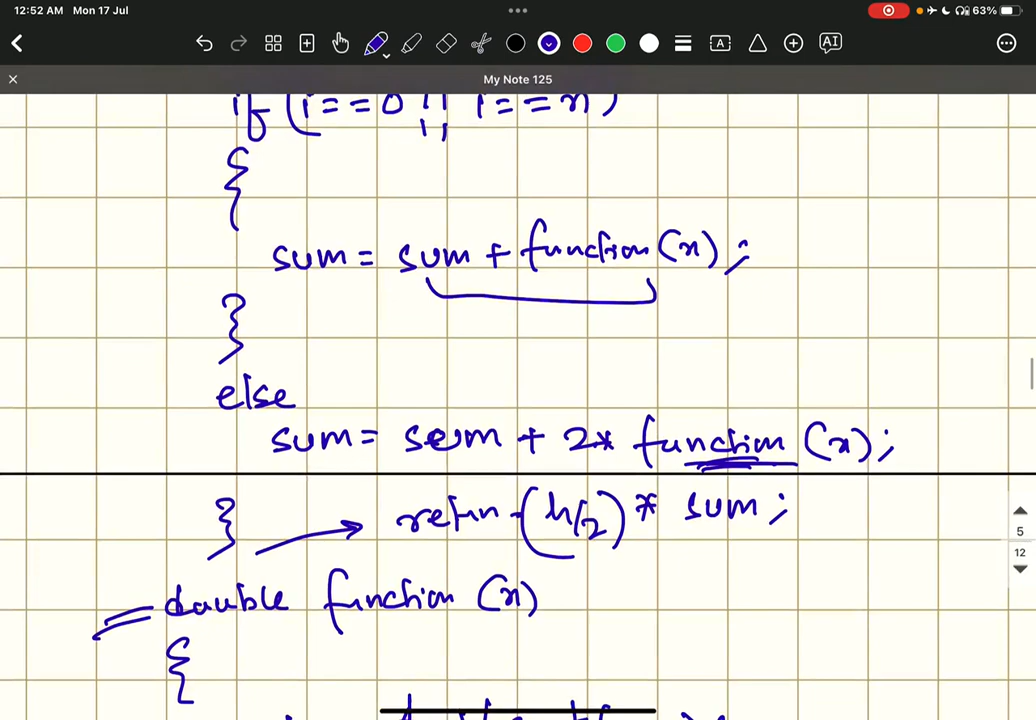 12:52 AM Mon 17 Jul
63%
A
AI
My Note 125
if (i==0 || i==n)
{
sum = sum + function(x);
}
else
sum = sum + 2* function (x);
} return (h/2) * sum;
5
12
double function (x)
{